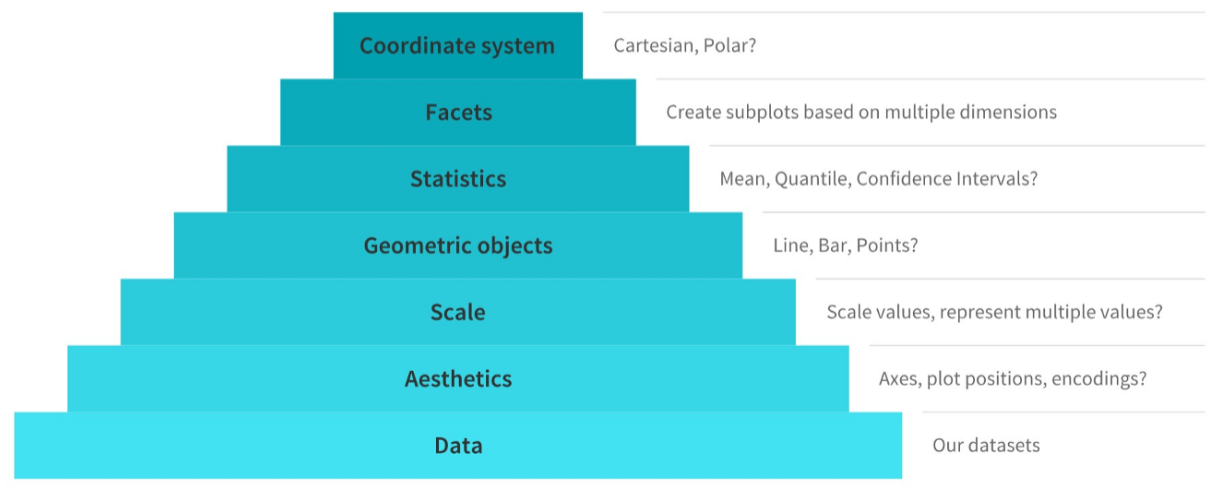 Coordinate system
Cartesian, Polar?
Facets
Create subplots based on multiple dimensions
Statistics
Mean, Quantile, Confidence Intervals?
Geometric objects
Line, Bar, Points?
Scale
Scale values, represent multiple values?
Aesthetics
Axes, plot positions, encodings?
Data
Our datasets